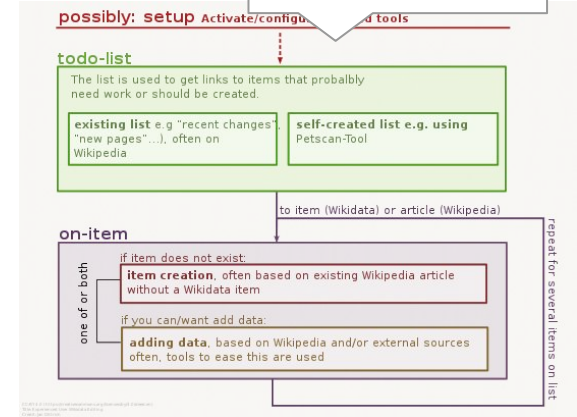 possibly: setup Activate/configu d tools
todo-list
The list is used to get links to items that probalbly
need work or should be created.
existing list e.g "recent changes",
"new pages"...), often on
Wikipedia
self-created list e.g. using
Petscan-Tool
to item (Wikidata) or article (Wikipedia)
on-item
one of or both
if item does not exist:
item creation, often based on existing Wikipedia article
without a Wikidata item
if you can/want add data:
adding data, based on Wikipedia and/or external sources
often, tools to ease this are used
repeat for several items on list